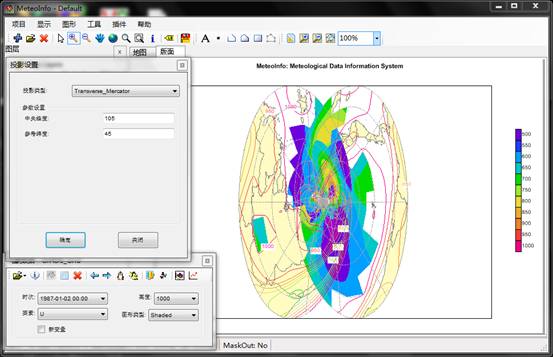 MeteoInfo - Default
项目 显示 图形 工具 插件 帮助
100%
图层
x 地图 版面
投影设置
投影类型: Transverse_Mercator
参数设置
中央经度: 105
参考纬度: 45
确定 关闭
MeteoInfo: Meteological Data Information System
500
550
600
650
700
750
800
850
900
950
1000
时次: 1987-01-02 00:00 高度: 1000
要素: U 图形类型: Shaded
新变量
MaskOut: No